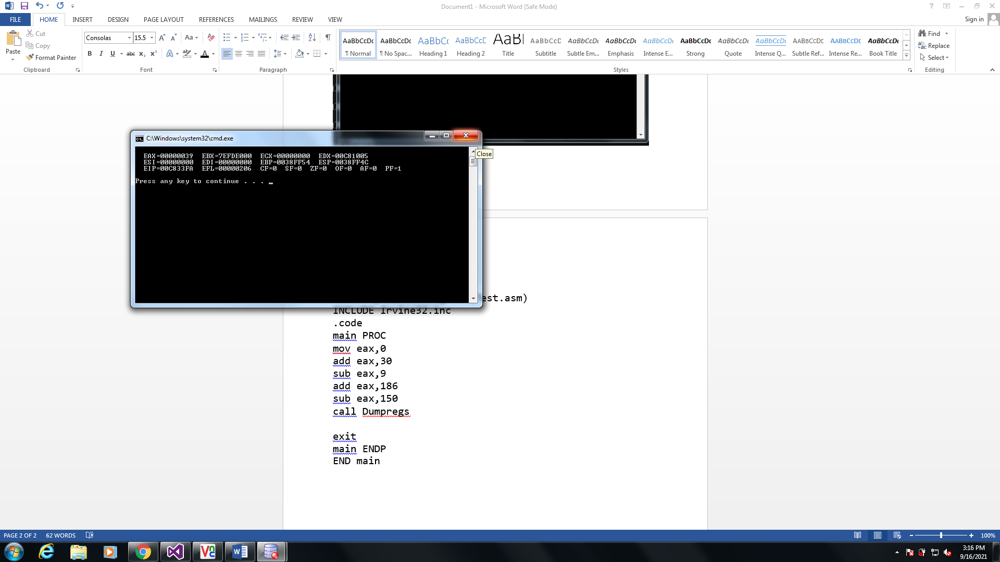 Document1 - Microsoft Word (Safe Mode)
FILE HOME INSERT DESIGN PAGE LAYOUT REFERENCES MAILINGS REVIEW VIEW Sign in
Paste
Cut
Copy
Format Painter
Clipboard
Consolas 15.5
Font
Paragraph
AaBbCcDc AaBbCcDc AaBbCc AaBbCcD AaBl AaBbCcD AaBbCcDc AaBbCcDc AaBbCcDc AaBbCcDc AaBbCcDc AaBbCcDc AaBbCcDc AaBbCcDc AaBbCcDc
¶ Normal ¶ No Spac... Heading 1 Heading 2 Title Subtitle Subtle Em... Emphasis Intense E... Strong Quote Intense Q... Subtle Ref... Intense Re... Book Title
Styles
Find
Replace
Select
Editing
C:\Windows\system32\cmd.exe
Close
EAX=00000039 EBX=7EFDE000 ECX=00000000 EDX=00C81005
ESI=00000000 EDI=00000000 EBP=0038FF54 ESP=0038FF4C
EIP=00C833FA EFL=00000206 CF=0 SF=0 ZF=0 OF=0 AF=0 PF=1
Press any key to continue . . .
est.asm)
INCLUDE Irvine32.inc
.code
main PROC
mov eax,0
add eax,30
sub eax,9
add eax,186
sub eax,150
call Dumpregs
exit
main ENDP
END main
PAGE 2 OF 2 62 WORDS 100%
3:16 PM
9/16/2021